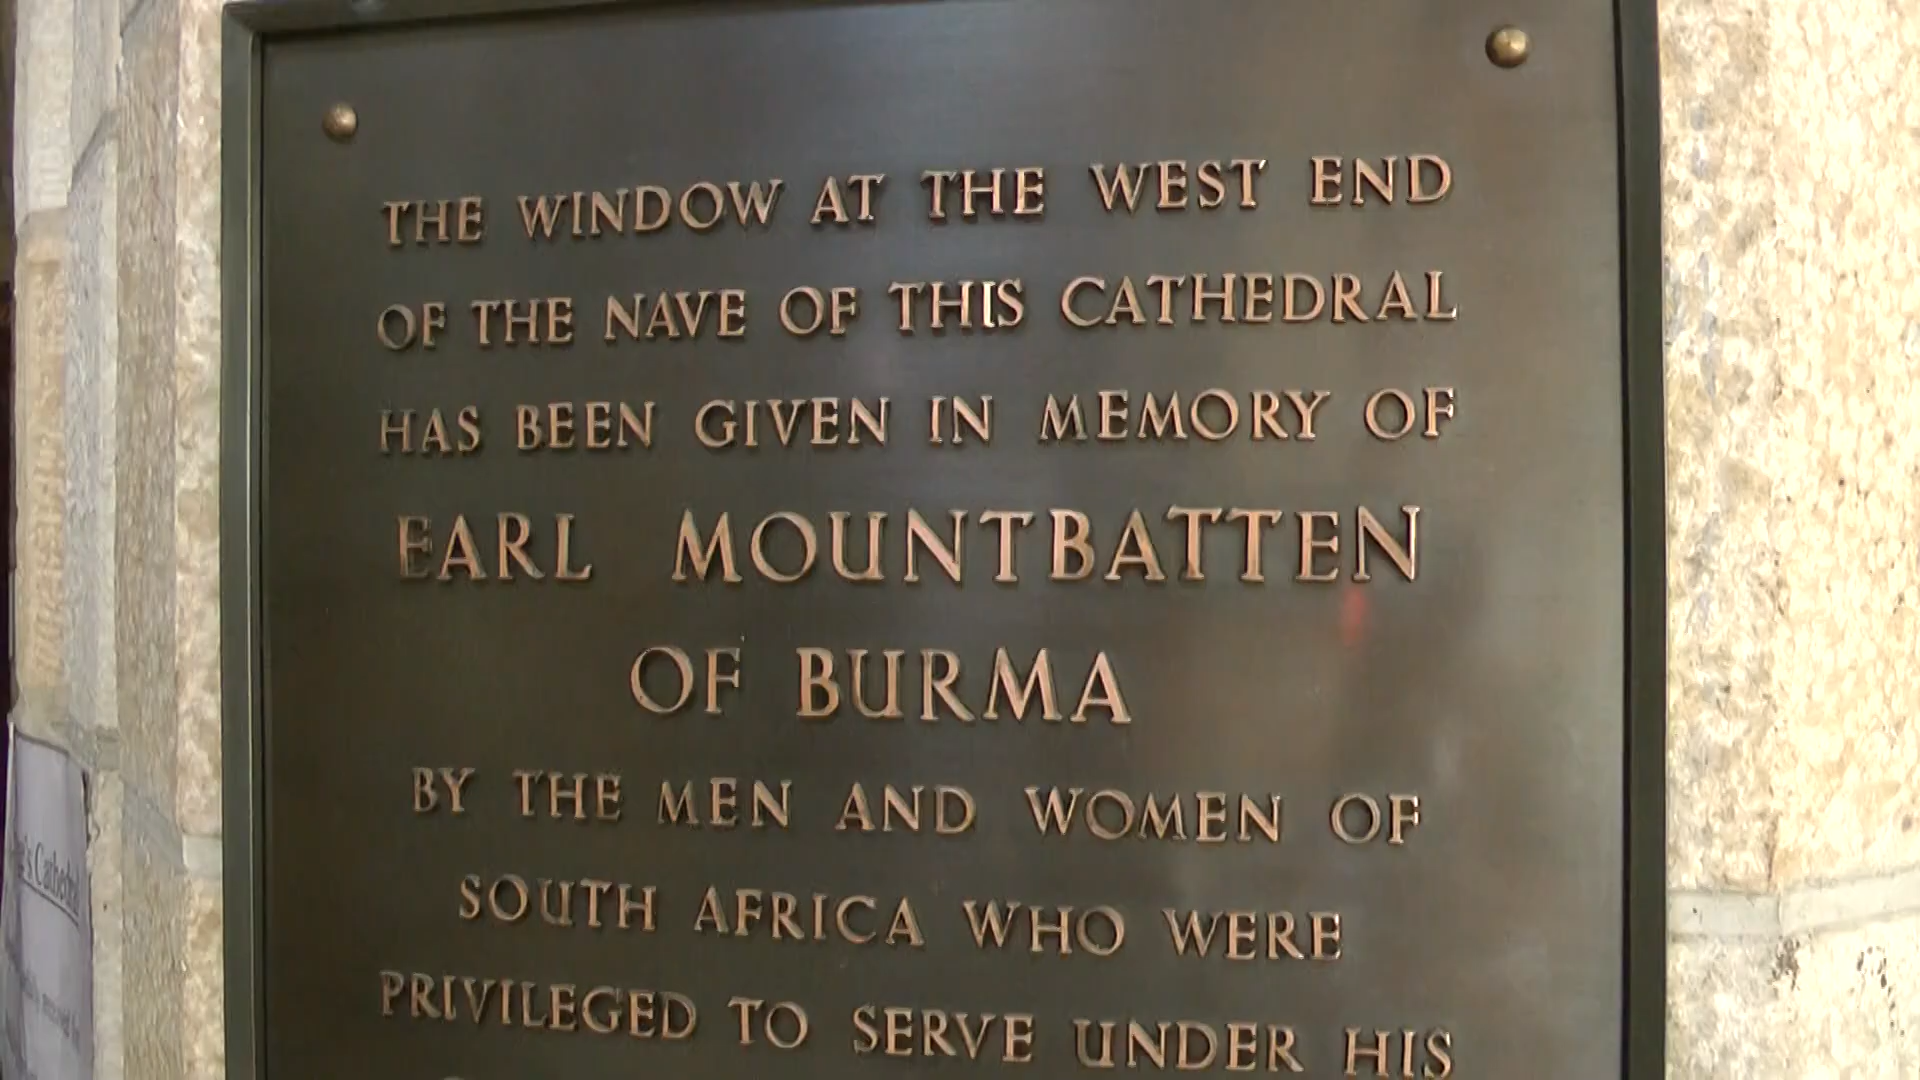 THE WINDOW AT THE WEST END
OF THE NAVE OF THIS CATHEDRAL
HAS BEEN GIVEN IN MEMORY OF
EARL MOUNTBATTEN
OF BURMA
BY THE MEN AND WOMEN OF
SOUTH AFRICA WHO WERE
PRIVILEGED TO SERVE UNDER HIS
Cathedral